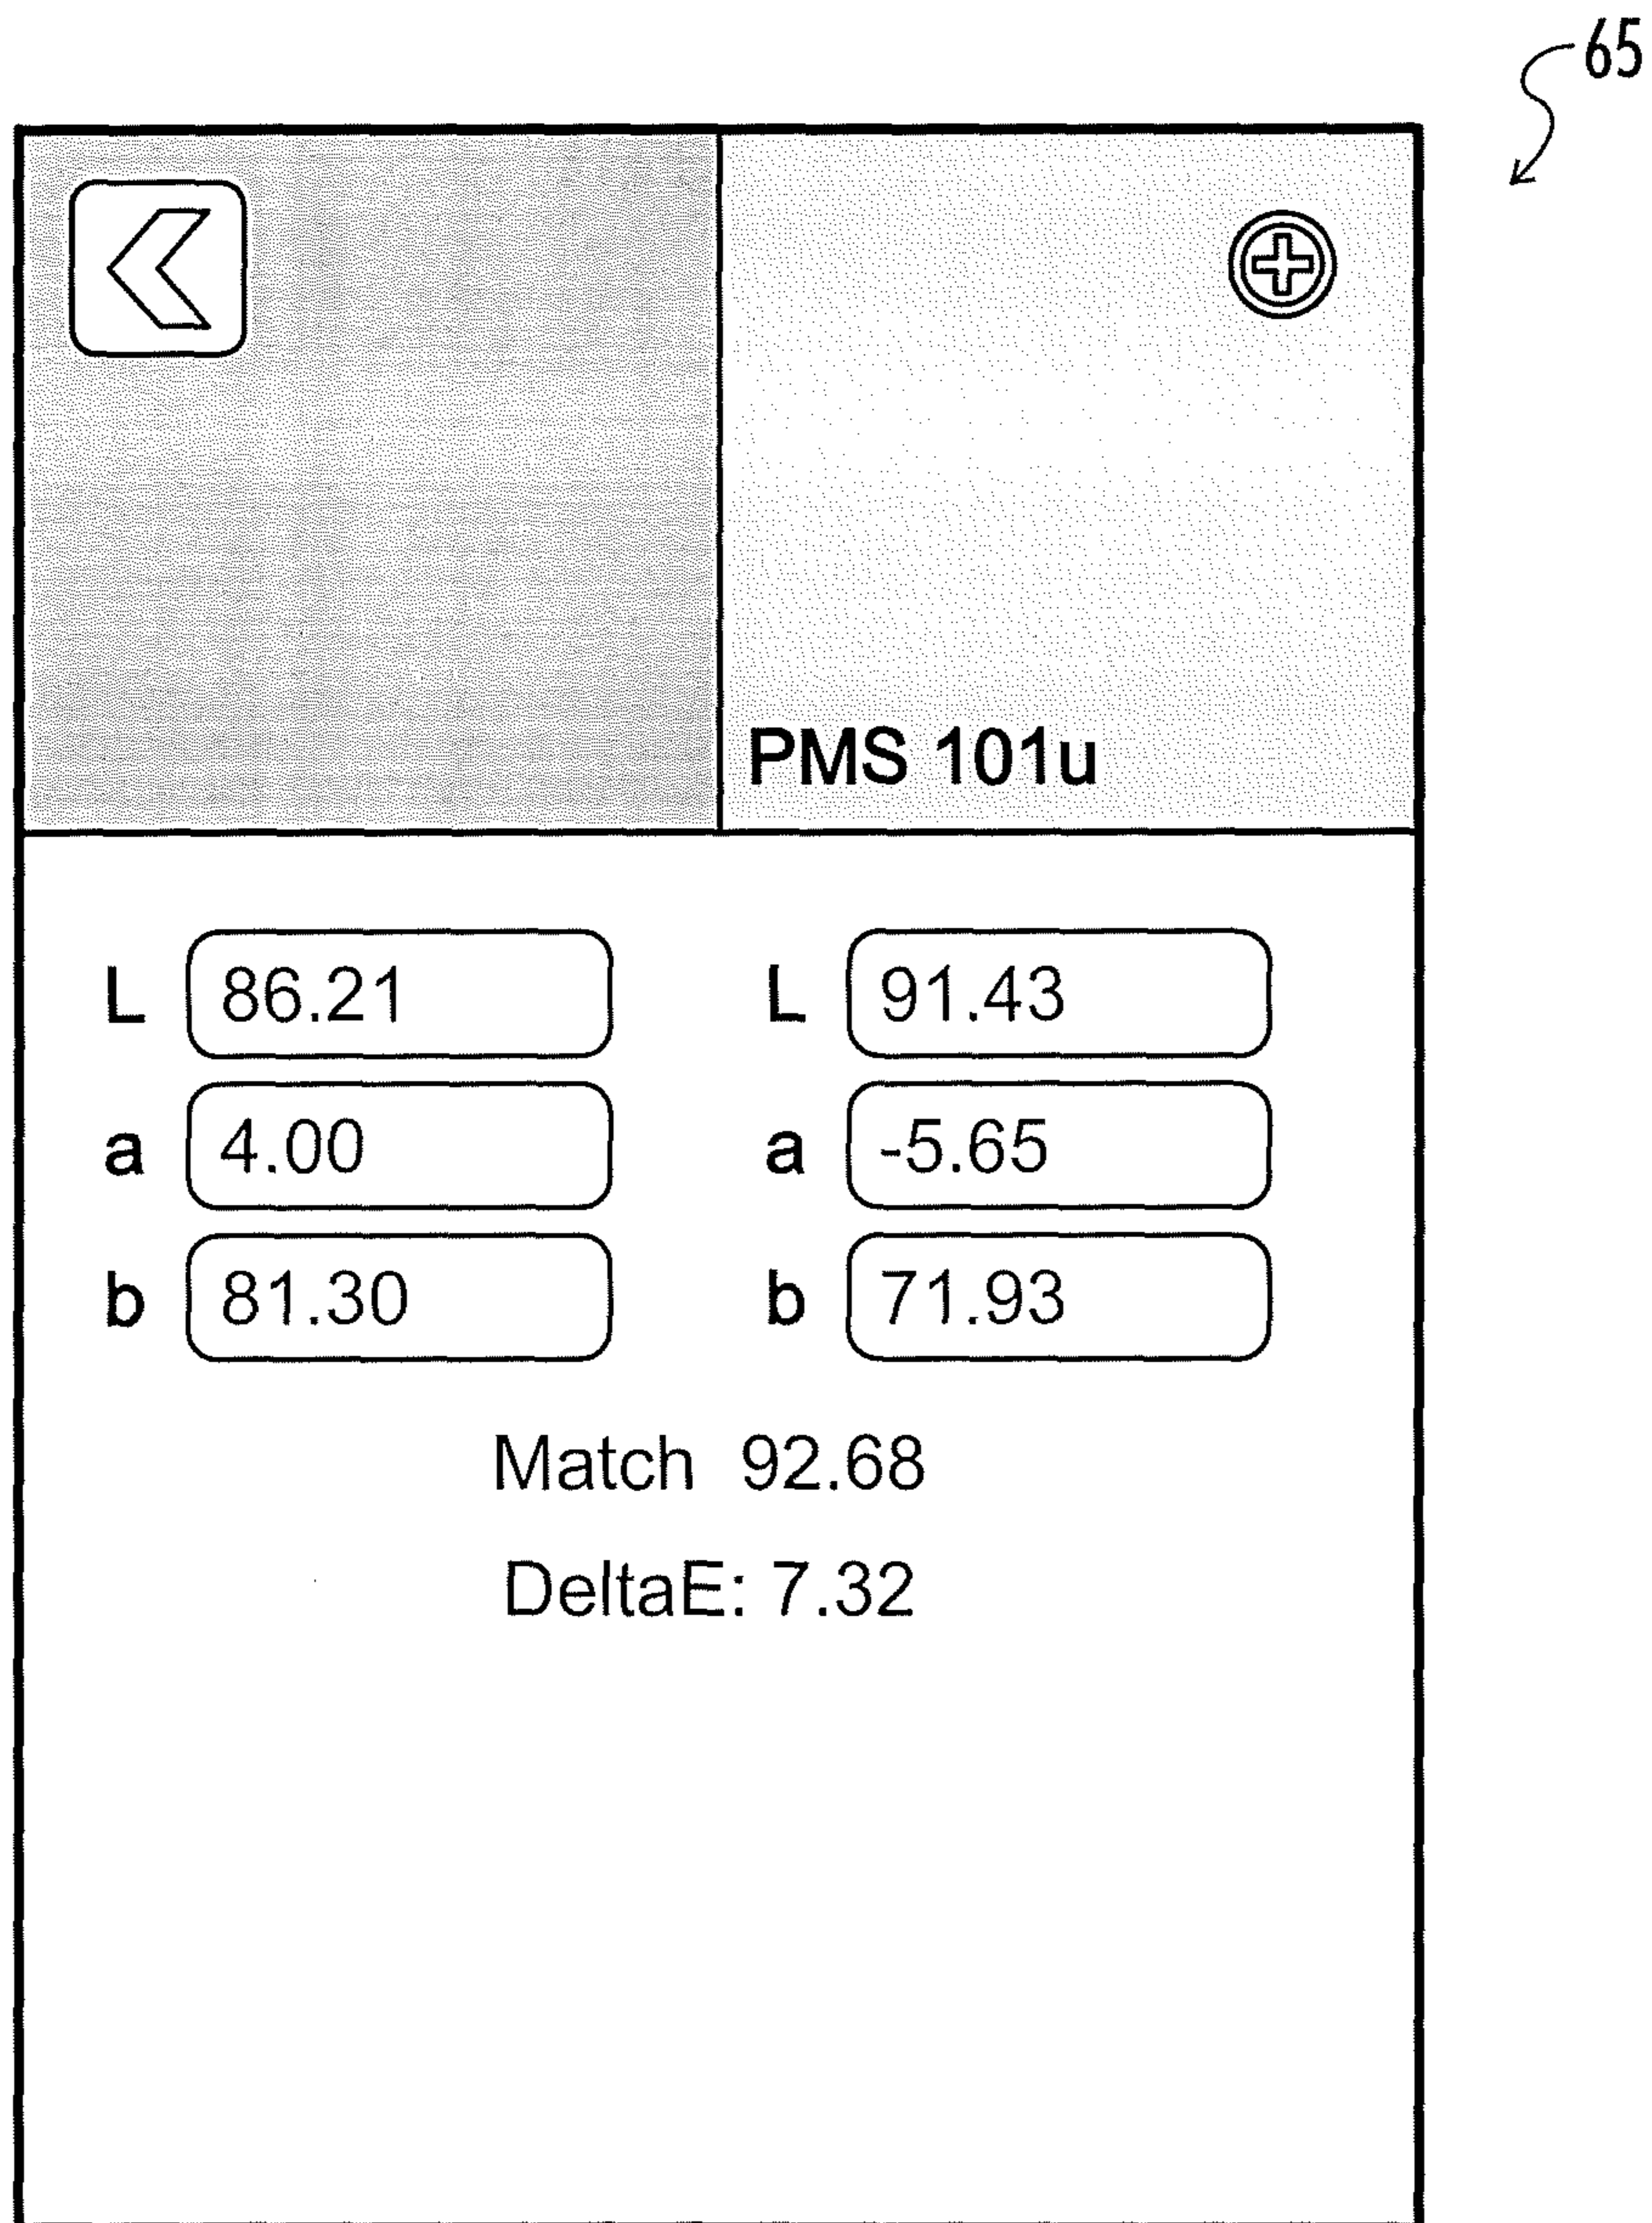 65
PMS 101u
L 86.21 L 91.43
a 4.00 a -5.65
b 81.30 b 71.93
Match 92.68
DeltaE: 7.32